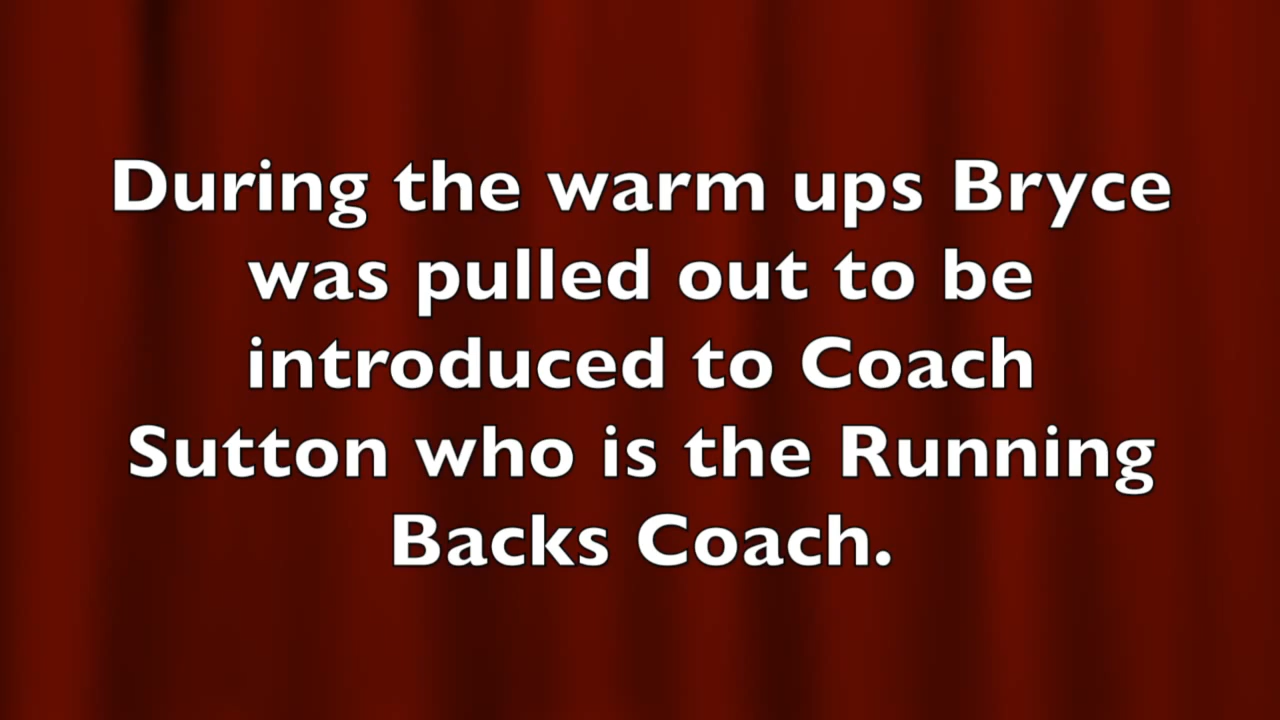 During the warm ups Bryce
was pulled out to be
introduced to Coach
Sutton who is the Running
Backs Coach.